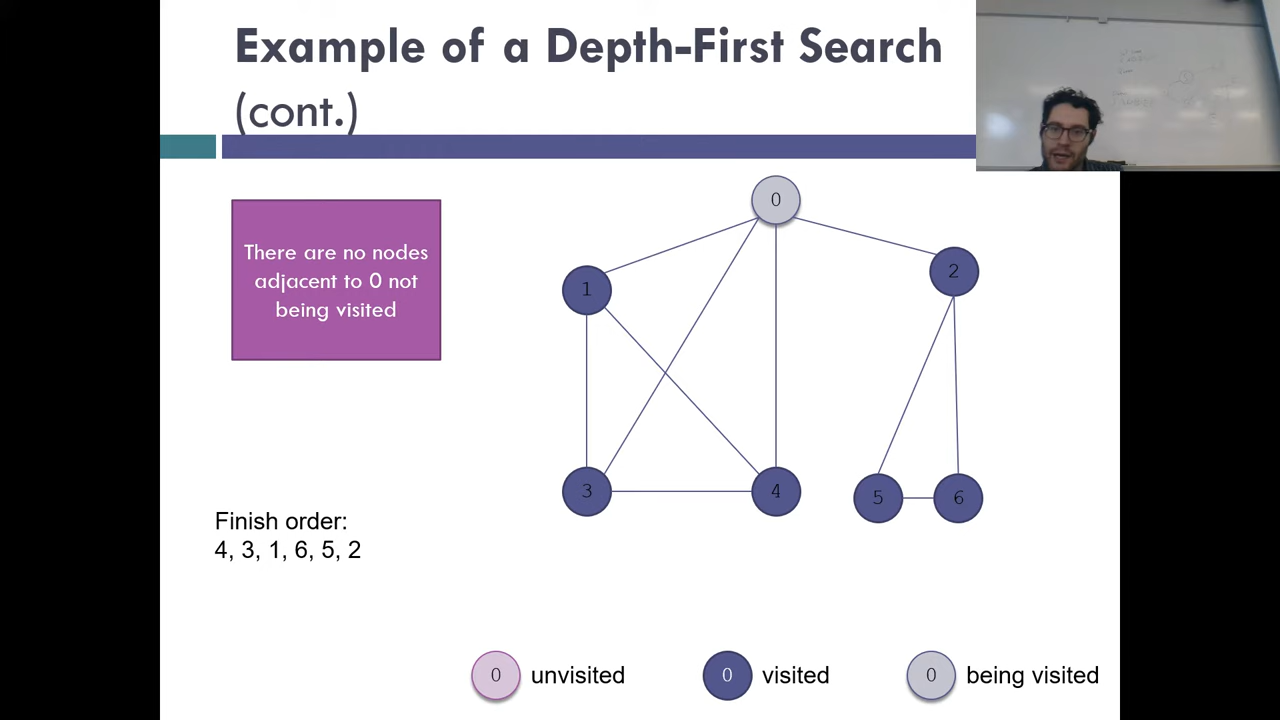 Example of a Depth-First Search
(cont.)
There are no nodes
adjacent to 0 not
being visited
0
1
2
3
4
5
6
Finish order:
4, 3, 1, 6, 5, 2
0 unvisited
0 visited
0 being visited